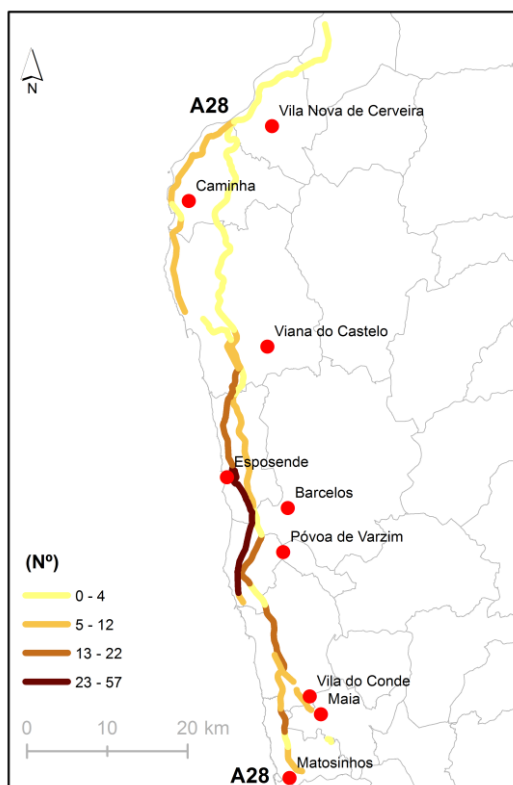 N
A28
Vila Nova de Cerveira
Caminha
Viana do Castelo
Esposende
Barcelos
Póvoa de Varzim
(Nº)
0 - 4
5 - 12
13 - 22
23 - 57
Vila do Conde
Maia
0 10 20 km
A28
Matosinhos